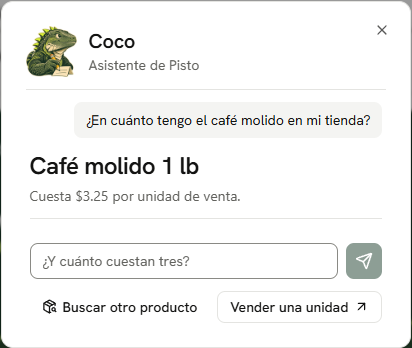 Coco
Asistente de Pisto
¿En cuánto tengo el café molido en mi tienda?
Café molido 1 lb
Cuesta $3.25 por unidad de venta.
¿Y cuánto cuestan tres?
Buscar otro producto
Vender una unidad